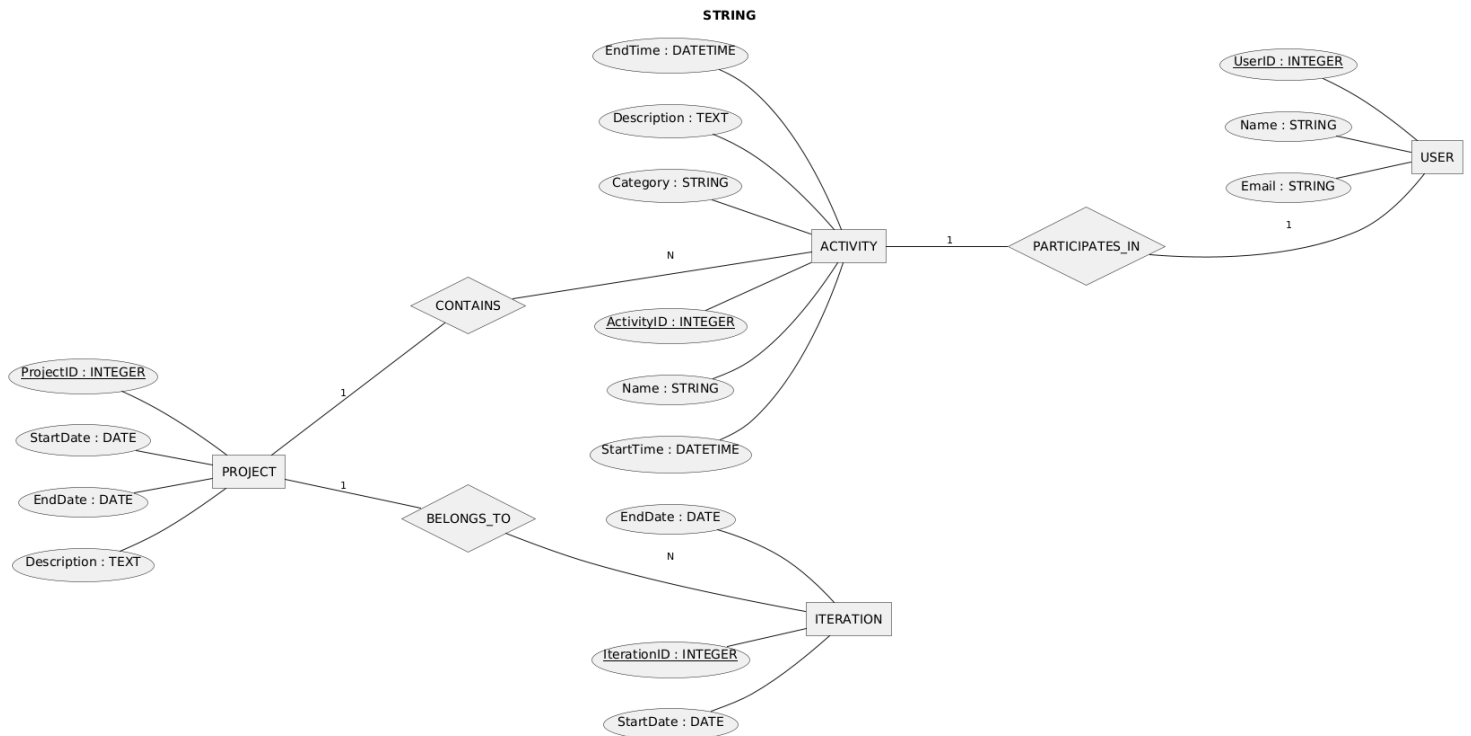 STRING
EndTime : DATETIME
Description : TEXT
Category : STRING
ACTIVITY
ActivityID : INTEGER
Name : STRING
StartTime : DATETIME
1
PARTICIPATES_IN
1
UserID : INTEGER
Name : STRING
Email : STRING
USER
N
CONTAINS
1
ProjectID : INTEGER
StartDate : DATE
EndDate : DATE
Description : TEXT
PROJECT
1
BELONGS_TO
N
EndDate : DATE
ITERATION
IterationID : INTEGER
StartDate : DATE